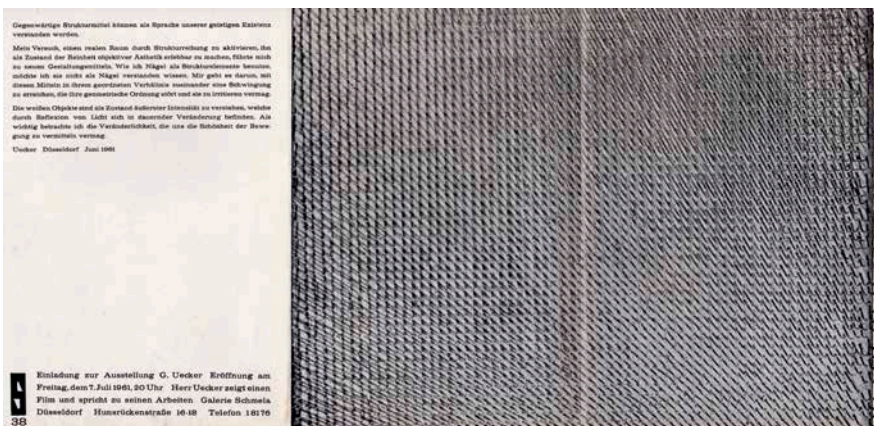 Gegenwärtige Strukturmittel können als Sprache unserer geistigen Existenz
verstanden werden.
Mein Versuch, einen realen Raum durch Strukturreihung zu aktivieren, ihn
als Zustand der Reinheit objektiver Ästhetik erlebbar zu machen, führte mich
zu neuen Gestaltungsmitteln. Wie ich Nägel als Strukturelemente benutze,
möchte ich sie nicht als Nägel verstanden wissen. Mir geht es darum, mit
diesen Mitteln in ihrem geordneten Verhältnis zueinander eine Schwingung
zu erreichen, die ihre geometrische Ordnung stört und sie zu irritieren vermag.
Die weißen Objekte sind als Zustand äußerster Intensität zu verstehen, welche
durch Reflexion von Licht sich in dauernder Veränderung befinden. Als
wichtig betrachte ich die Veränderlichkeit, die uns die Schönheit der Bewe-
gung zu vermitteln vermag.
Uecker Düsseldorf Juni 1961
Einladung zur Ausstellung G. Uecker Eröffnung am
Freitag, dem 7. Juli 1961, 20 Uhr Herr Uecker zeigt einen
Film und spricht zu seinen Arbeiten Galerie Schmela
Düsseldorf Hunsrückenstraße 16-18 Telefon 18176
38